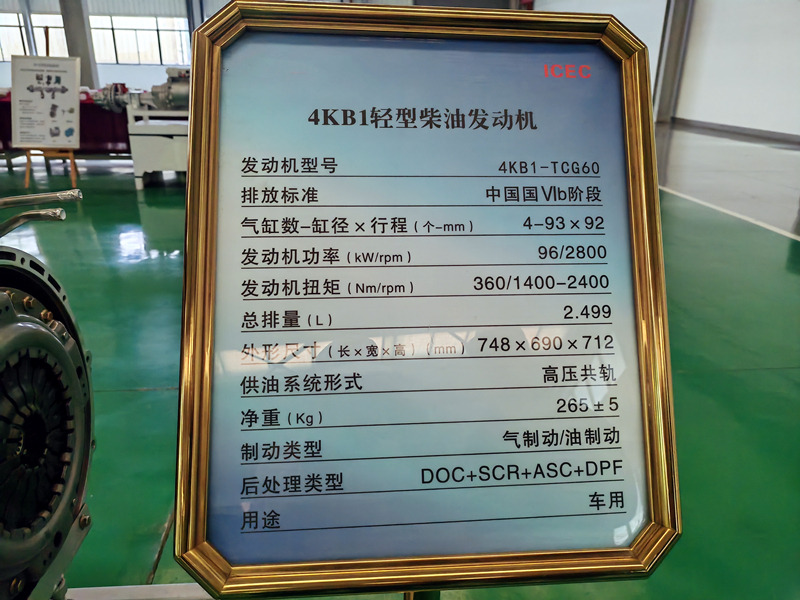 ICEC
4KB1轻型柴油发动机
发动机型号 4KB1-TCG60
排放标准 中国国Ⅵb阶段
气缸数-缸径×行程(个-mm) 4-93×92
发动机功率(kW/rpm) 96/2800
发动机扭矩(Nm/rpm) 360/1400-2400
总排量(L) 2.499
外形尺寸(长×宽×高)(mm) 748×690×712
供油系统形式 高压共轨
净重(Kg) 265±5
制动类型 气制动/油制动
后处理类型 DOC+SCR+ASC+DPF
用途 车用